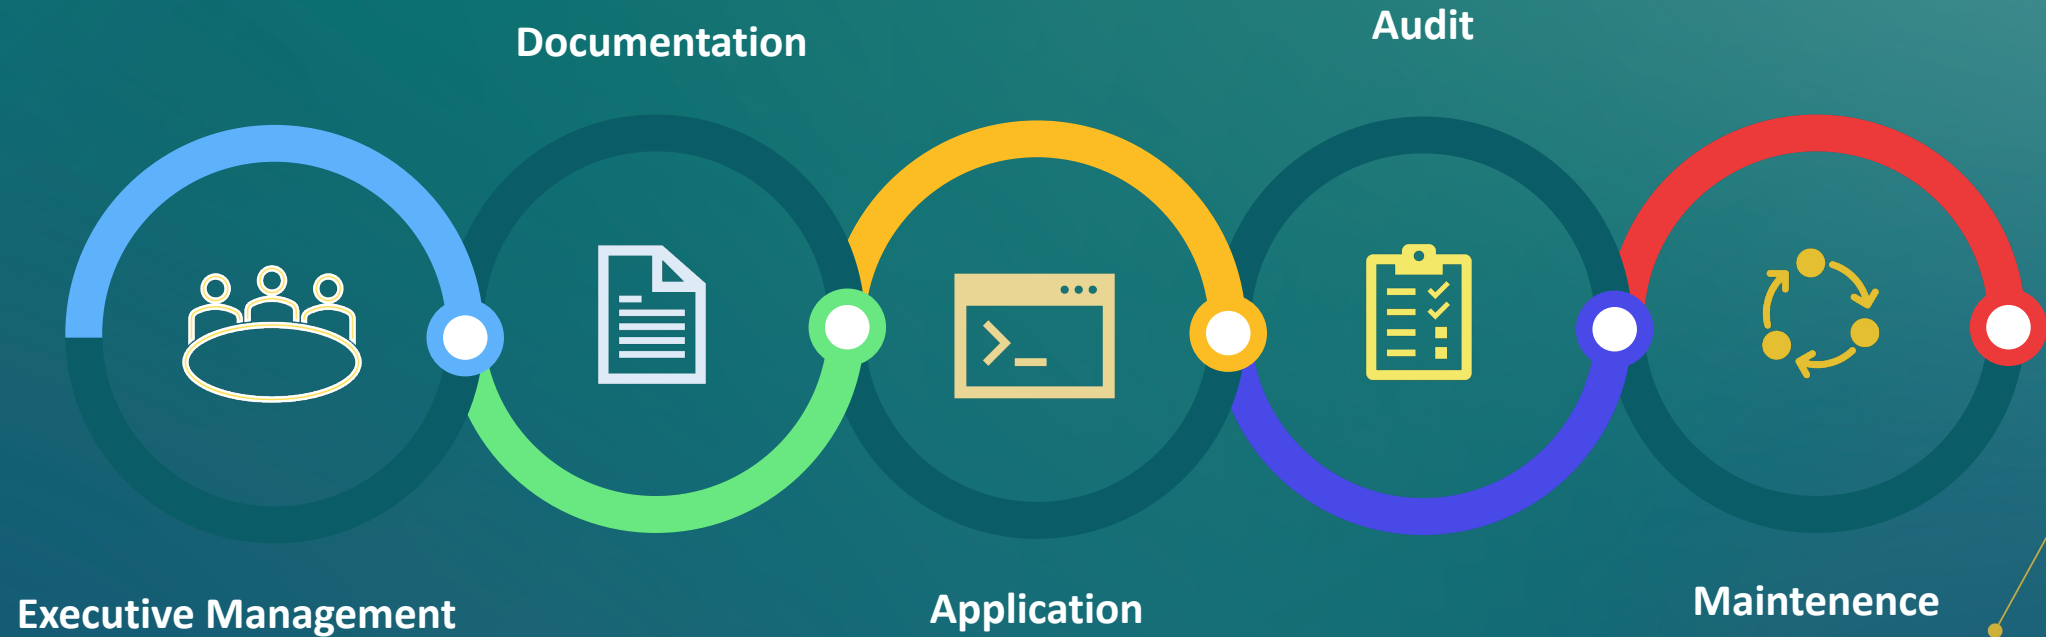 Executive Management
Documentation
Application
Audit
Maintenence